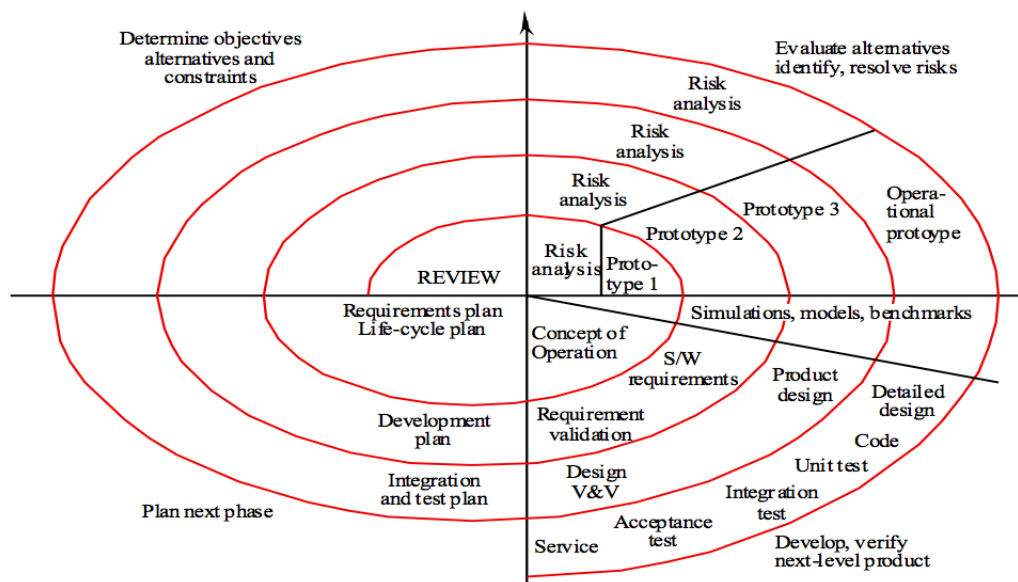 Determine objectives
alternatives and
constraints
Evaluate alternatives
identify, resolve risks
Risk
analysis
Risk
analysis
Risk
analysis
Risk
analysis
REVIEW
Proto-
type 1
Prototype 2
Prototype 3
Opera-
tional
protoype
Requirements plan
Life-cycle plan
Simulations, models, benchmarks
Concept of
Operation
S/W
requirements
Product
design
Detailed
design
Development
plan
Requirement
validation
Code
Unit test
Integration
and test plan
Design
V&V
Integration
test
Plan next phase
Acceptance
test
Service
Develop, verify
next-level product